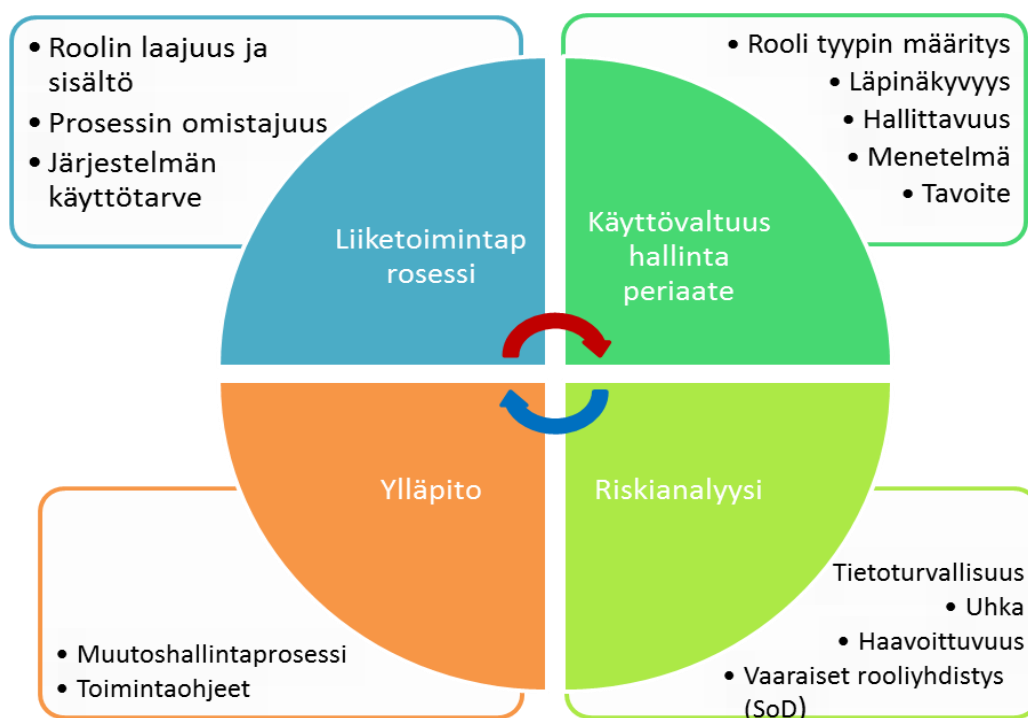 • Roolin laajuus ja
sisältö
• Prosessin omistajuus
• Järjestelmän
käyttötarve
• Rooli tyypin määritys
• Läpinäkyvyys
• Hallittavuus
• Menetelmä
• Tavoite
Liiketoimintap
rosessi
Käyttövaltuus
hallinta
periaate
Ylläpito
Riskianalyysi
• Muutoshallintaprosessi
• Toimintaohjeet
Tietoturvallisuus
• Uhka
• Haavoittuvuus
• Vaaraiset rooliyhdistys
(SoD)